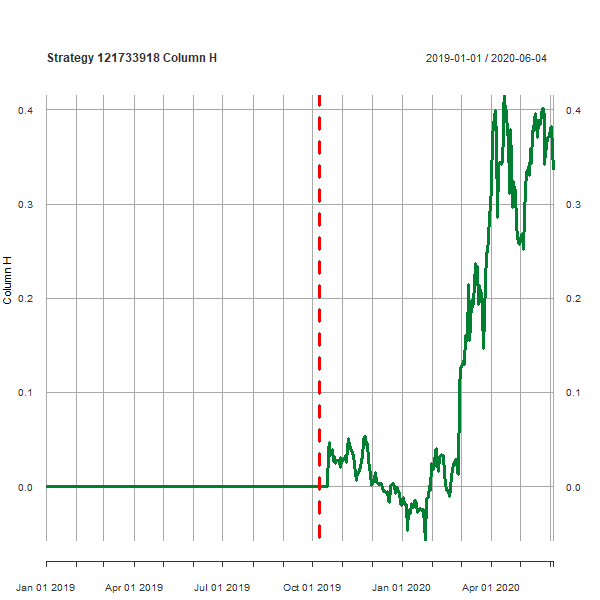 Strategy 121733918 Column H
2019-01-01 / 2020-06-04
Column H
0.4
0.3
0.2
0.1
0.0
0.4
0.3
0.2
0.1
0.0
Jan 01 2019
Apr 01 2019
Jul 01 2019
Oct 01 2019
Jan 01 2020
Apr 01 2020